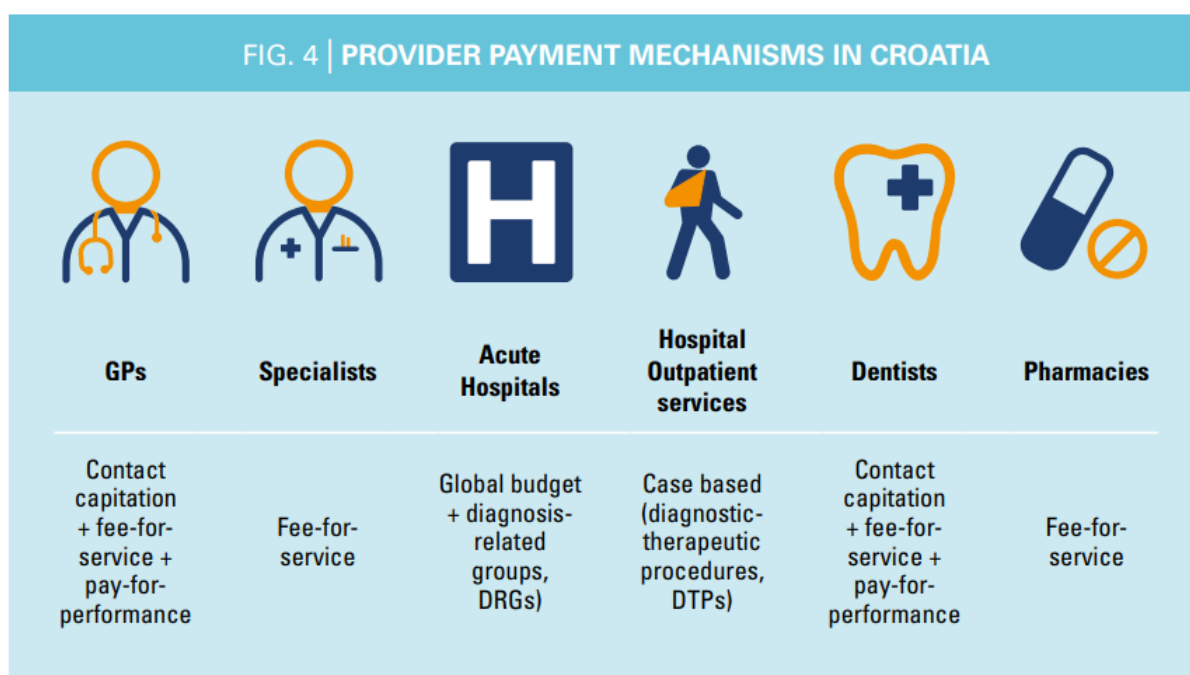 FIG. 4 | PROVIDER PAYMENT MECHANISMS IN CROATIA
H
GPs
Specialists
Acute
Hospitals
Hospital
Outpatient
services
Dentists
Pharmacies
Contact
capitation
+ fee-for-
service +
pay-for-
performance
Fee-for-
service
Global budget
+ diagnosis-
related
groups,
DRGs)
Case based
(diagnostic-
therapeutic
procedures,
DTPs)
Contact
capitation
+ fee-for-
service +
pay-for-
performance
Fee-for-
service